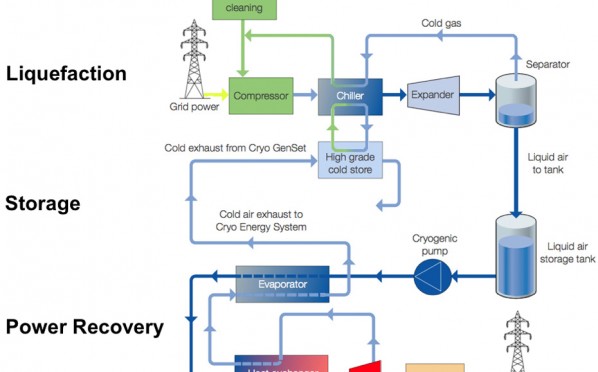 cleaning
Cold gas
Liquefaction
Separator
Grid power
Compressor
Chiller
Expander
Cold exhaust from Cryo GenSet
High grade
cold store
Liquid air
to tank
Storage
Cold air exhaust to
Cryo Energy System
Cryogenic
pump
Liquid air
storage tank
Evaporator
Power Recovery
Heat exchanger